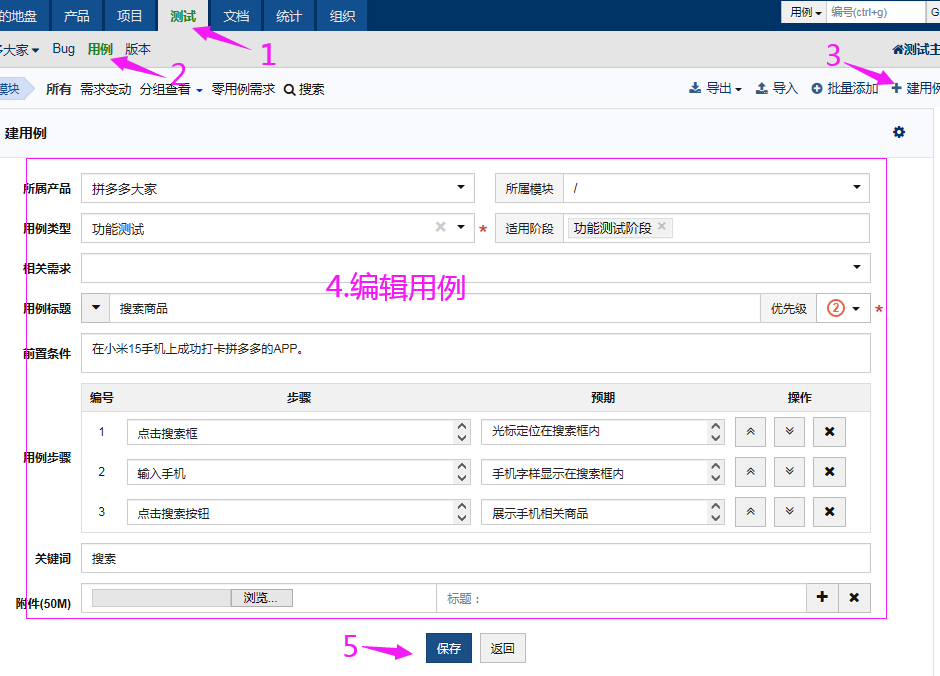 的地盘 产品 项目 测试 文档 统计 组织 用例 编号(ctrl+g) G
多大家 Bug 用例 版本 测试主
1
2
3
模块 所有 需求变动 分组查看 零用例需求 搜索 导出 导入 批量添加 建用例
建用例
所属产品 拼多多大家 所属模块 /
用例类型 功能测试 * 适用阶段 功能测试阶段
相关需求
4.编辑用例
用例标题 搜索商品 优先级 2 *
前置条件 在小米15手机上成功打卡拼多多的APP。
编号 步骤 预期 操作
用例步骤
1 点击搜索框 光标定位在搜索框内
2 输入手机 手机字样显示在搜索框内
3 点击搜索按钮 展示手机相关商品
关键词 搜索
附件(50M) 浏览... 标题：
5 保存 返回